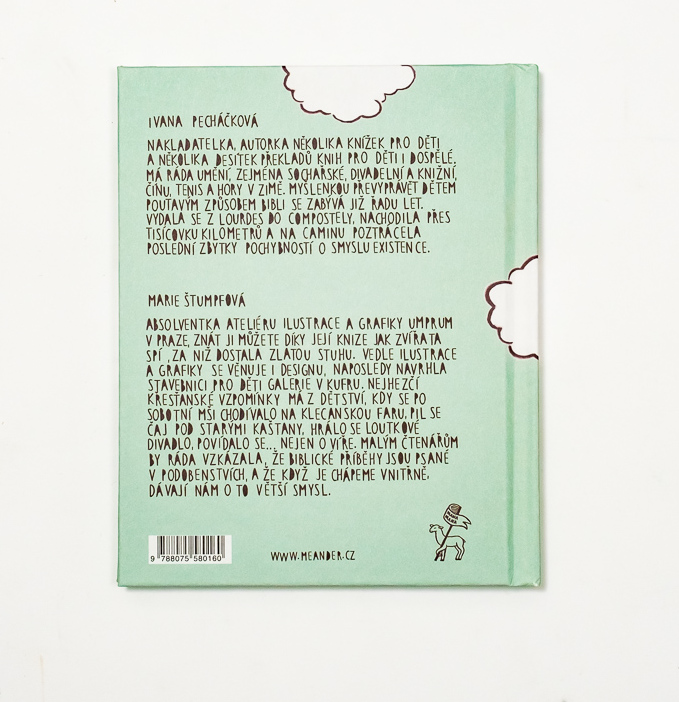 IVANA PECHÁČKOVÁ
NAKLADATELKA, AUTORKA NĚKOLIKA KNÍŽEK PRO DĚTI
A NĚKOLIKA DESÍTEK PŘEKLADŮ KNIH PRO DĚTI I DOSPĚLÉ.
MÁ RÁDA UMĚNÍ, ZEJMÉNA SOCHAŘSKÉ, DIVADELNÍ A KNIŽNÍ,
ČÍNU, TENIS A HORY V ZIMĚ. MYŠLENKOU PŘEVYPRÁVĚT DĚTEM
POUTAVÝM ZPŮSOBEM BIBLI SE ZABÝVÁ JIŽ ŘADU LET.
VYDALA SE Z LOURDES DO COMPOSTELY, NACHODILA PŘES
TISÍCOVKU KILOMETRŮ A NA CAMINU POZTRÁCELA
POSLEDNÍ ZBYTKY POCHYBNOSTÍ O SMYSLU EXISTENCE.
MARIE ŠTUMPFOVÁ
ABSOLVENTKA ATELIÉRU ILUSTRACE A GRAFIKY UMPRUM
V PRAZE, ZNÁT JI MŮŽETE DÍKY JEJÍ KNIZE JAK ZVÍŘATA
SPÍ, ZA NIŽ DOSTALA ZLATOU STUHU. VEDLE ILUSTRACE
A GRAFIKY SE VĚNUJE I DESIGNU, NAPOSLEDY NAVRHLA
STAVEBNICI PRO DĚTI GALERIE V KUFRU. NEJHEZČÍ
KŘESŤANSKÉ VZPOMÍNKY MÁ Z DĚTSTVÍ, KDY SE PO
SOBOTNÍ MŠI CHODÍVALO NA KLECANSKOU FARU, PIL SE
ČAJ POD STARÝMI KAŠTANY, HRÁLO SE LOUTKOVÉ
DIVADLO, POVÍDALO SE... NEJEN O VÍŘE. MALÝM ČTENÁŘŮM
BY RÁDA VZKÁZALA, ŽE BIBLICKÉ PŘÍBĚHY JSOU PSANÉ
V PODOBENSTVÍCH, A ŽE KDYŽ JE CHÁPEME VNITŘNĚ,
DÁVAJÍ NÁM O TO VĚTŠÍ SMYSL.
9 788075 580160
WWW.MEANDER.CZ